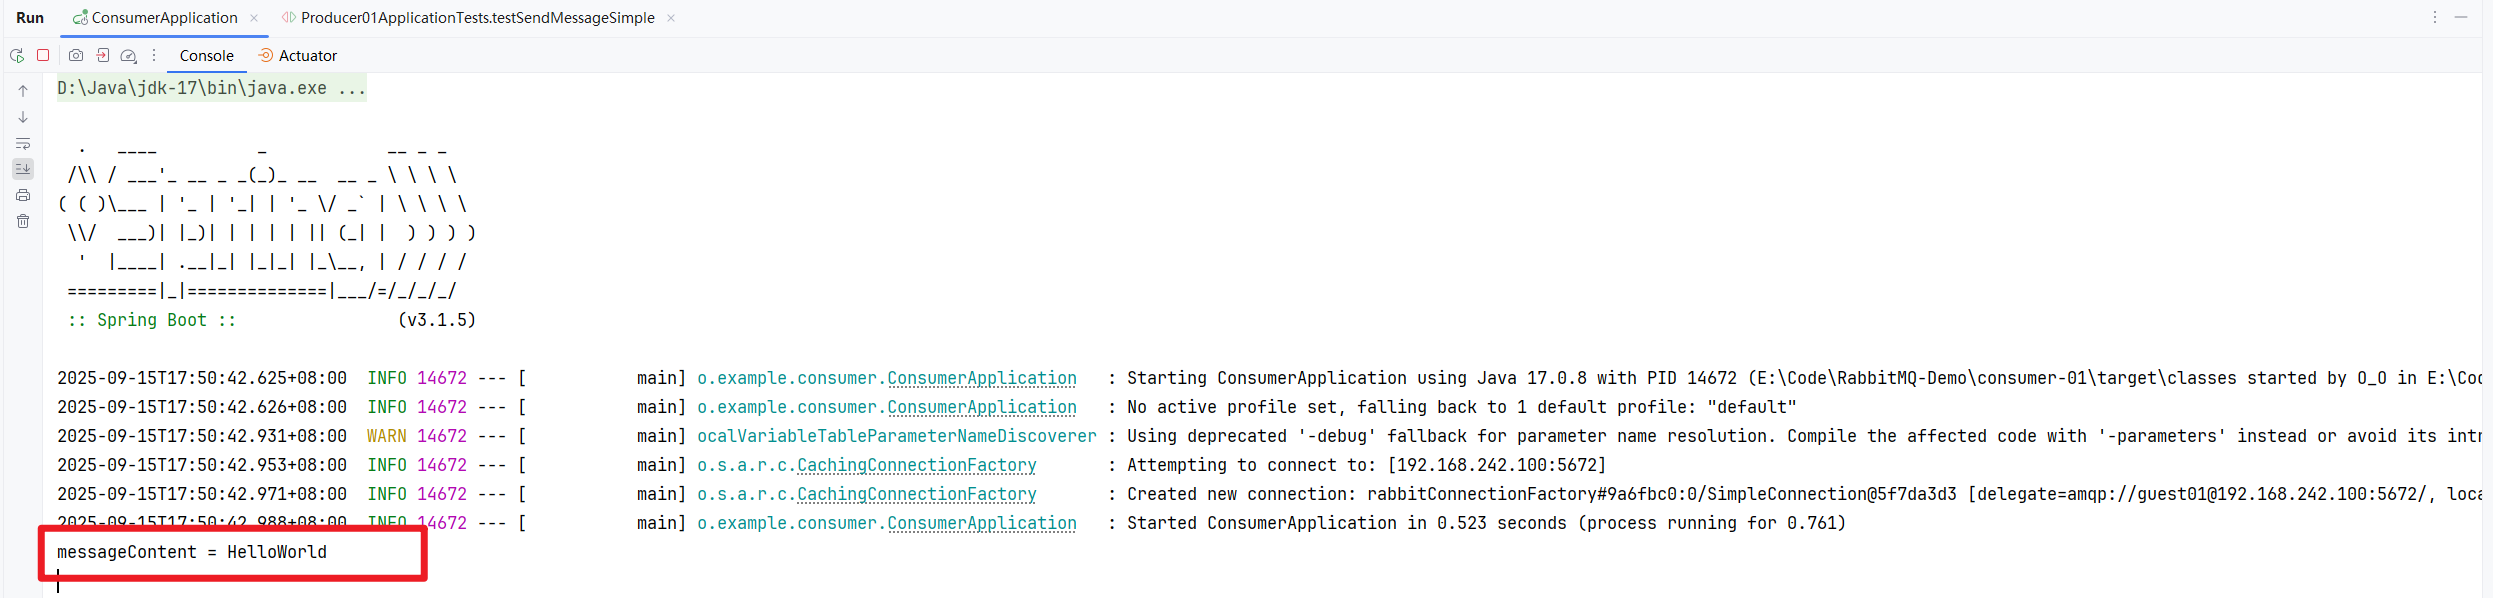 Run ConsumerApplication × Producer01ApplicationTests.testSendMessageSimple ×
Console Actuator
D:\Java\jdk-17\bin\java.exe ...
  .   ____          _            __ _ _
 /\\ / ___'_ __ _ _(_)_ __  __ _ \ \ \ \
( ( )\___ | '_ | '_| | '_ \/ _` | \ \ \ \
 \\/  ___)| |_)| | | | | || (_| |  ) ) ) )
  '  |____| .__|_| |_|_| |_\__, | / / / /
 =========|_|==============|___/=/_/_/_/
 :: Spring Boot ::                (v3.1.5)
2025-09-15T17:50:42.625+08:00  INFO 14672 --- [           main] o.example.consumer.ConsumerApplication   : Starting ConsumerApplication using Java 17.0.8 with PID 14672 (E:\Code\RabbitMQ-Demo\consumer-01\target\classes started by O_O in E:\Cod
2025-09-15T17:50:42.626+08:00  INFO 14672 --- [           main] o.example.consumer.ConsumerApplication   : No active profile set, falling back to 1 default profile: "default"
2025-09-15T17:50:42.931+08:00  WARN 14672 --- [           main] ocalVariableTableParameterNameDiscoverer : Using deprecated '-debug' fallback for parameter name resolution. Compile the affected code with '-parameters' instead or avoid its intr
2025-09-15T17:50:42.953+08:00  INFO 14672 --- [           main] o.s.a.r.c.CachingConnectionFactory       : Attempting to connect to: [192.168.242.100:5672]
2025-09-15T17:50:42.971+08:00  INFO 14672 --- [           main] o.s.a.r.c.CachingConnectionFactory       : Created new connection: rabbitConnectionFactory#9a6fbc0:0/SimpleConnection@5f7da3d3 [delegate=amqp://guest01@192.168.242.100:5672/, loca
2025-09-15T17:50:42.988+08:00  INFO 14672 --- [           main] o.example.consumer.ConsumerApplication   : Started ConsumerApplication in 0.523 seconds (process running for 0.761)
messageContent = HelloWorld